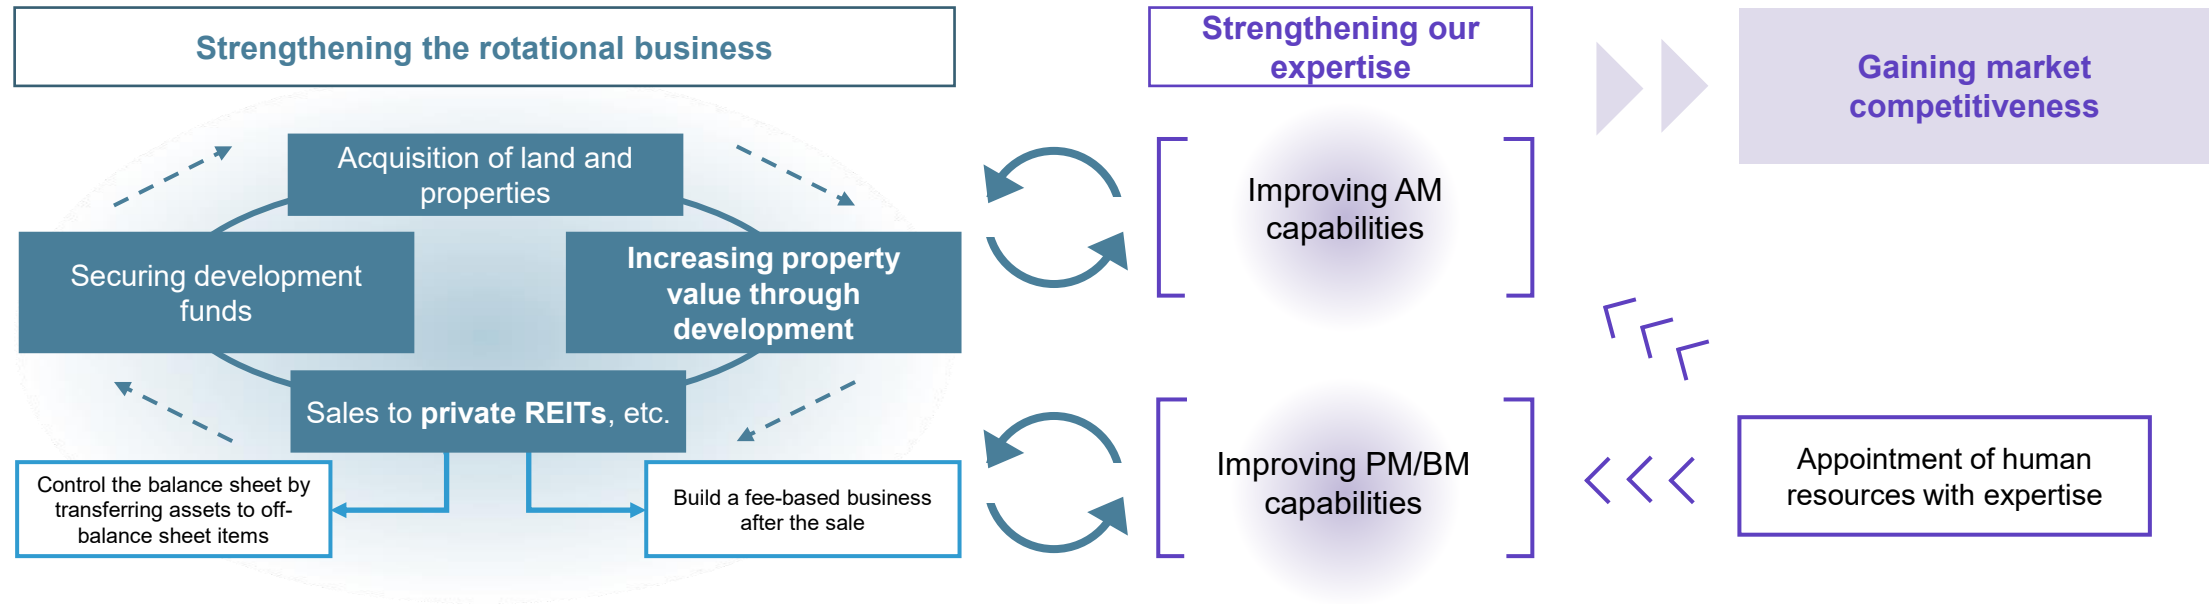 Strengthening the rotational business
Strengthening our
expertise
Gaining market
competitiveness
Acquisition of land and
properties
Securing development
funds
Increasing property
value through
development
Sales to private REITs, etc.
Control the balance sheet by
transferring assets to off-
balance sheet items
Build a fee-based business
after the sale
Improving AM
capabilities
Improving PM/BM
capabilities
Appointment of human
resources with expertise